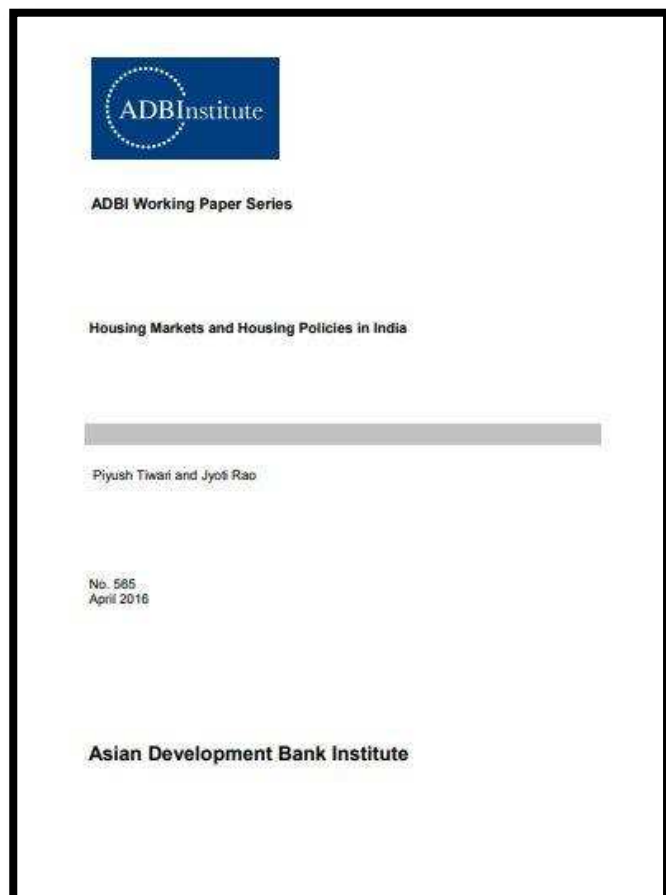 ADBInstitute
ADBI Working Paper Series
Housing Markets and Housing Policies in India
Piyush Tiwari and Jyoti Rao
No. 565
April 2016
Asian Development Bank Institute